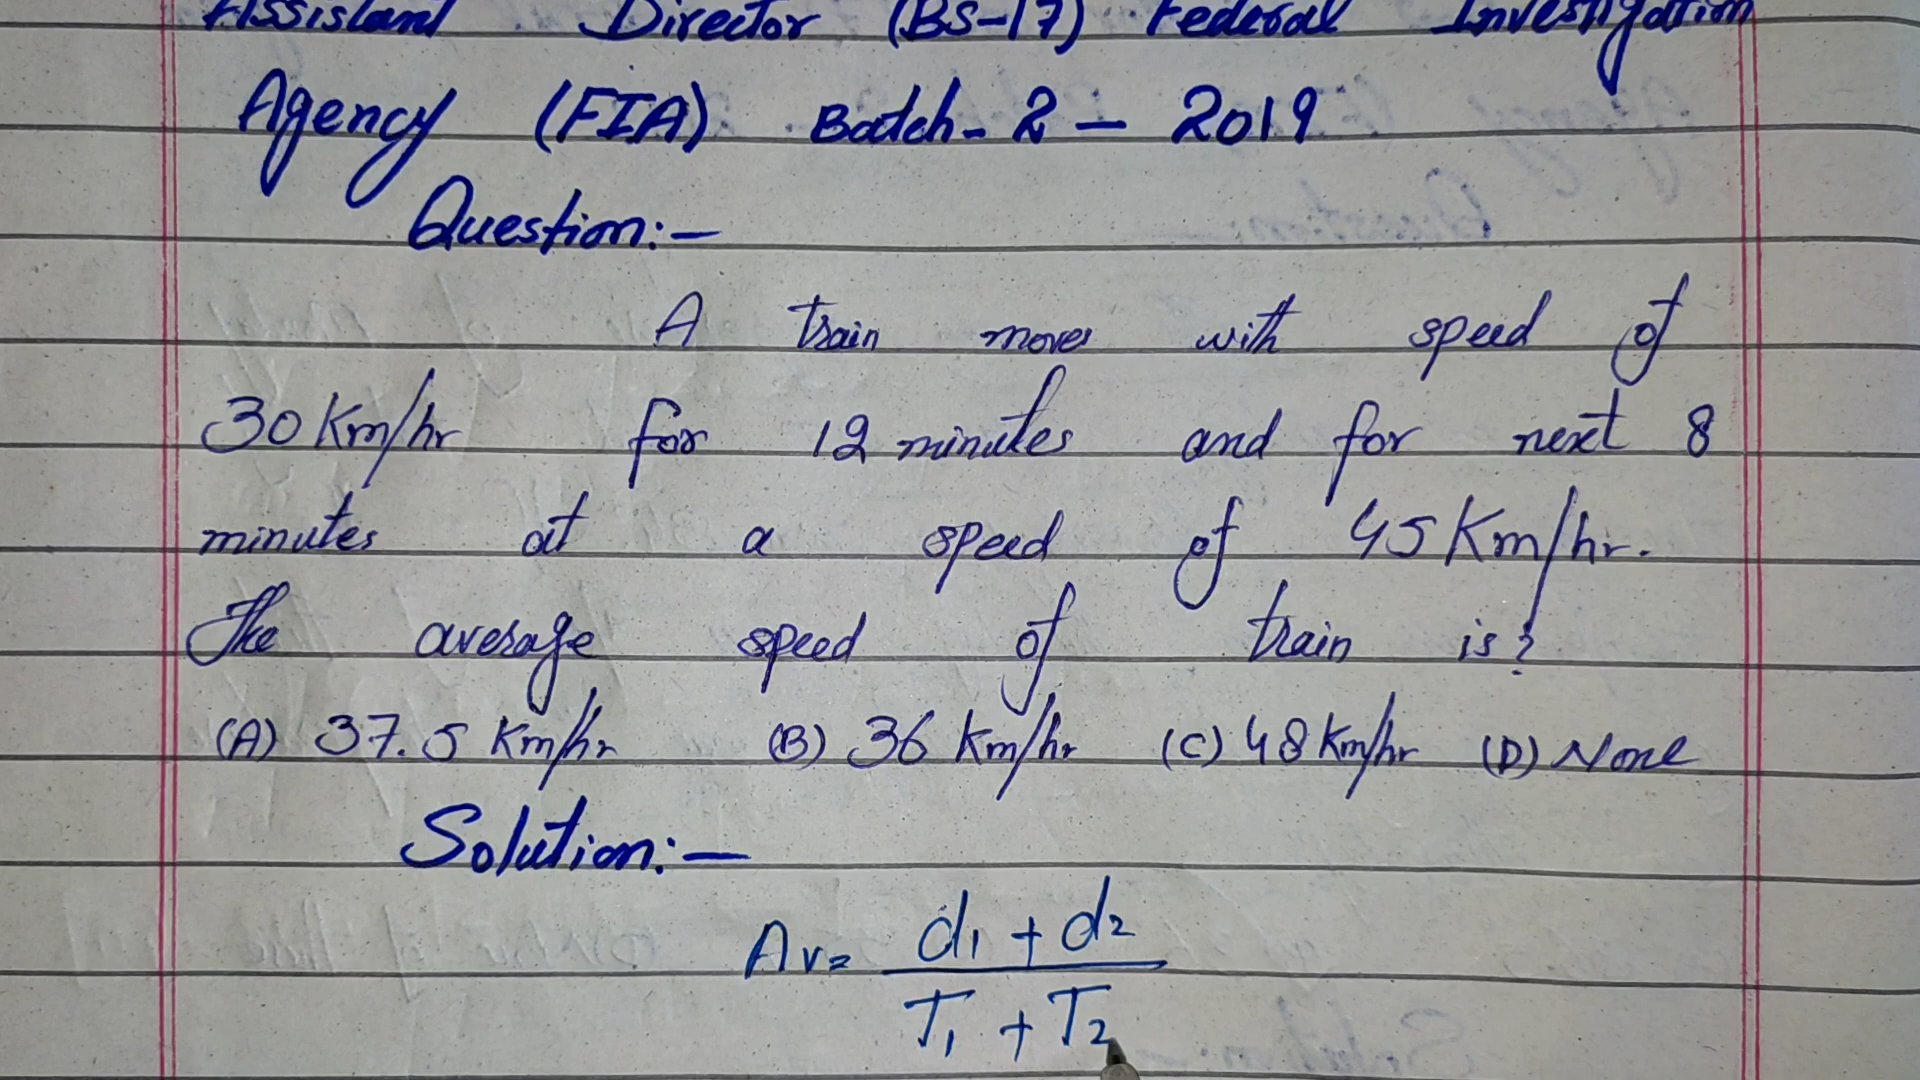 Assistant Director (BS-17) Federal Investigation
Agency (FIA) Batch-2 – 2019
Question:–
A train moves with speed of
30 Km/hr for 12 minutes and for next 8
minutes at a speed of 45 Km/hr.
The average speed of train is?
(A) 37.5 Km/hr (B) 36 Km/hr (C) 48 Km/hr (D) None
Solution:–
Av= d1 + d2
T1 + T2